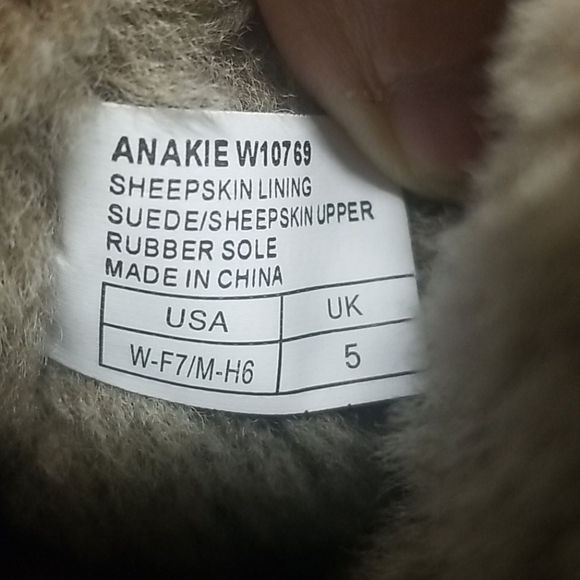 ANAKIE W10769
SHEEPSKIN LINING
SUEDE/SHEEPSKIN UPPER
RUBBER SOLE
MADE IN CHINA
USA UK
W-F7/M-H6 5